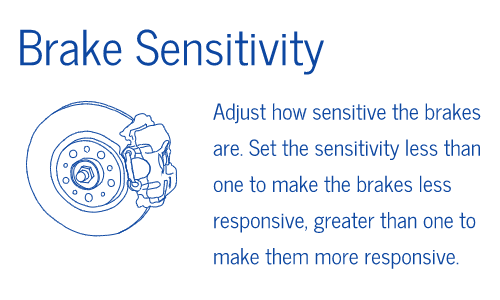 Brake Sensitivity
Adjust how sensitive the brakes
are. Set the sensitivity less than
one to make the brakes less
responsive, greater than one to
make them more responsive.